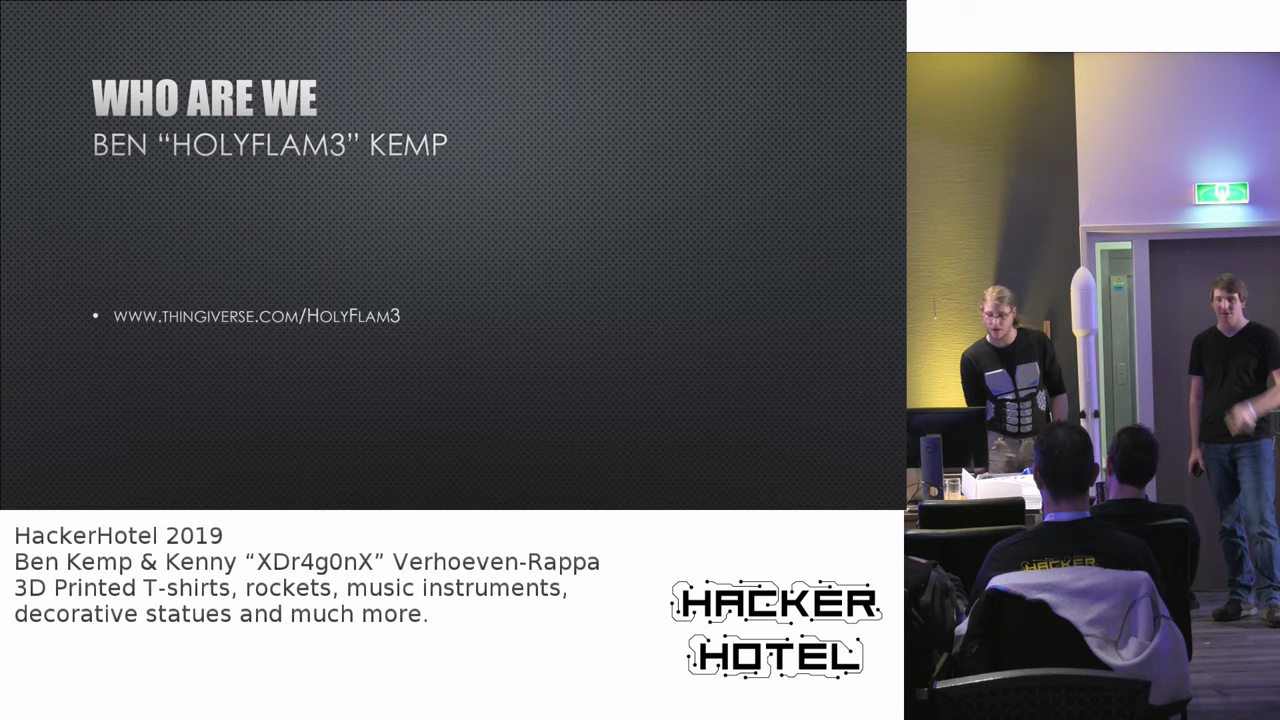 WHO ARE WE
BEN “HOLYFLAM3” KEMP
• WWW.THINGIVERSE.COM/HOLYFLAM3
HackerHotel 2019
Ben Kemp & Kenny “XDr4g0nX” Verhoeven-Rappa
3D Printed T-shirts, rockets, music instruments,
decorative statues and much more.
HACKER
HOTEL
HACKER